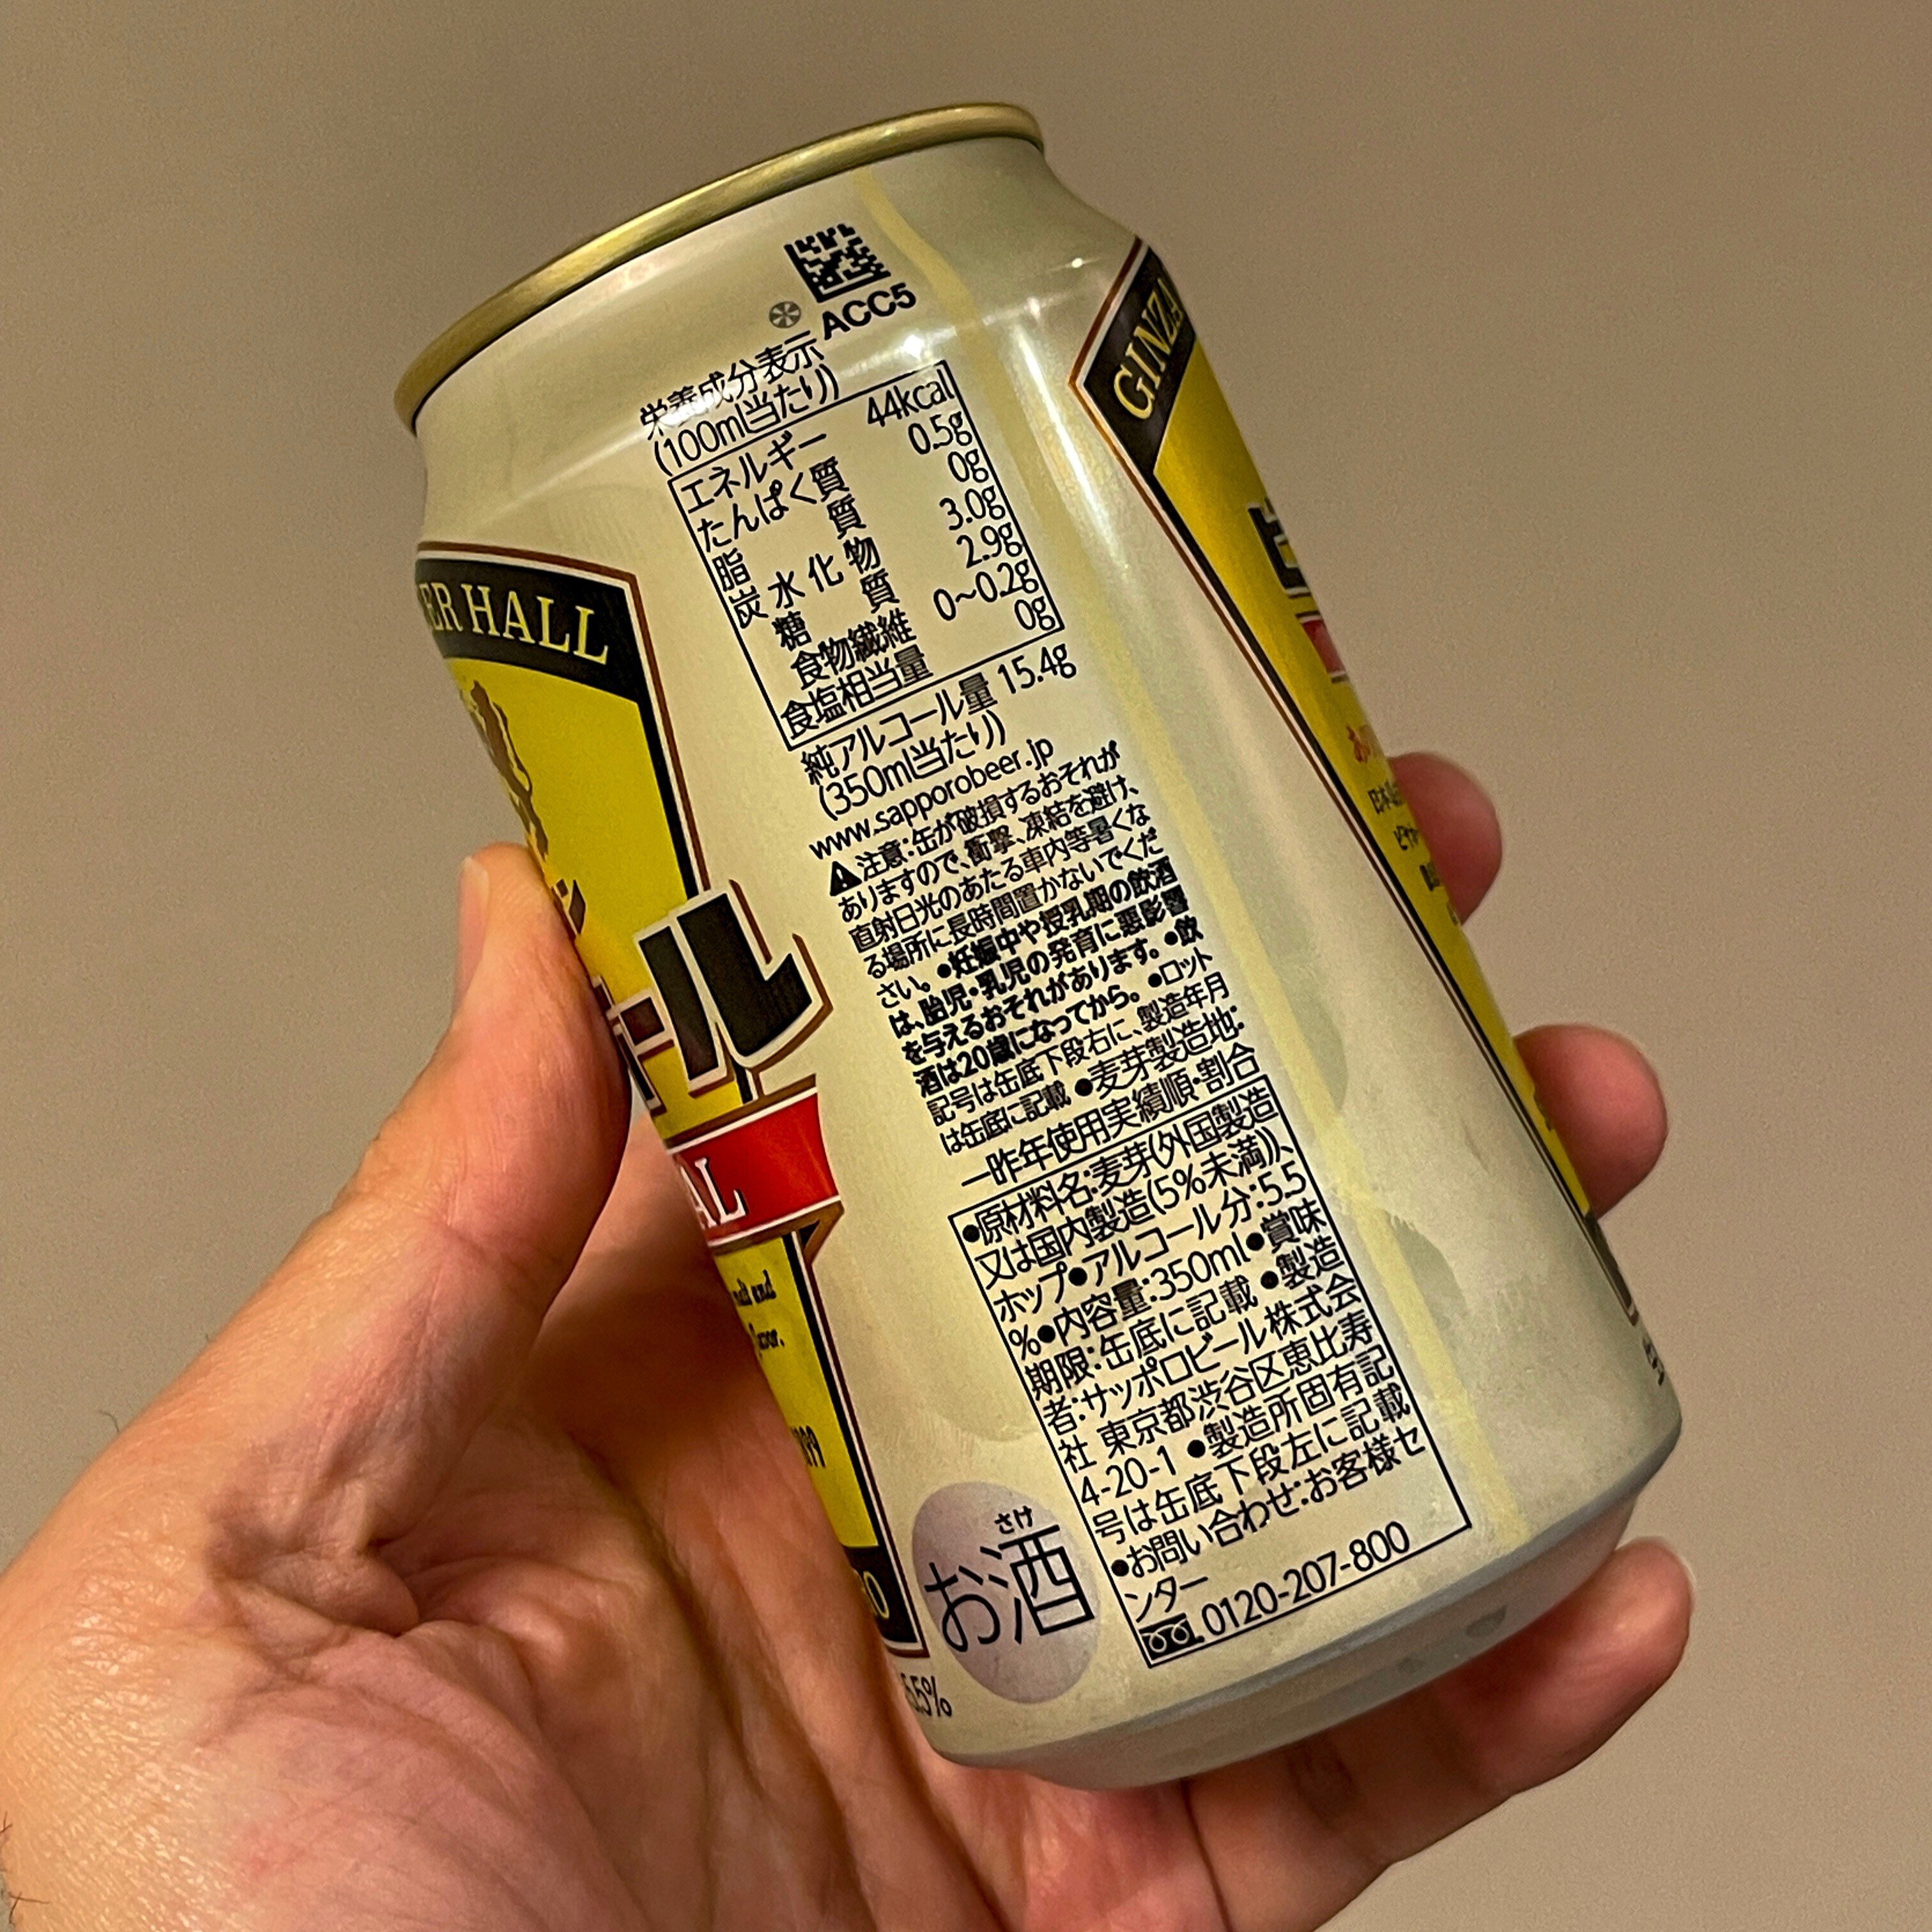 ACC5
栄養成分表示
(100ml当たり)
エネルギー 44kcal
たんぱく質 0.5g
脂質 0g
炭水化物 3.0g
糖質 2.9g
食物繊維 0~0.2g
食塩相当量 0g
純アルコール量 15.4g
(350ml当たり)
www.sapporobeer.jp
注意:缶が破損するおそれが
ありますので、衝撃、凍結を避け、
直射日光のあたる車内等暑くな
る場所に長時間置かないでくだ
さい。●妊娠中や授乳期の飲酒
は、胎児・乳児の発育に悪影響
を与えるおそれがあります。●飲
酒は20歳になってから。●ロット
記号は缶底下段右に、製造年月
は缶底に記載 ●麦芽製造地:
一昨年使用実績順・割合
●原材料名:麦芽(外国製造
又は国内製造(5%未満))、
ホップ●アルコール分:5.5
%●内容量:350ml●賞味
期限:缶底に記載 ●製造
者:サッポロビール株式会
社 東京都渋谷区恵比寿
4-20-1 ●製造所固有記
号は缶底下段左に記載
●お問い合わせ:お客様セ
ンター
0120-207-800
さけ
お酒
ER HALL
ール
AL
and
5.5%
GINZA